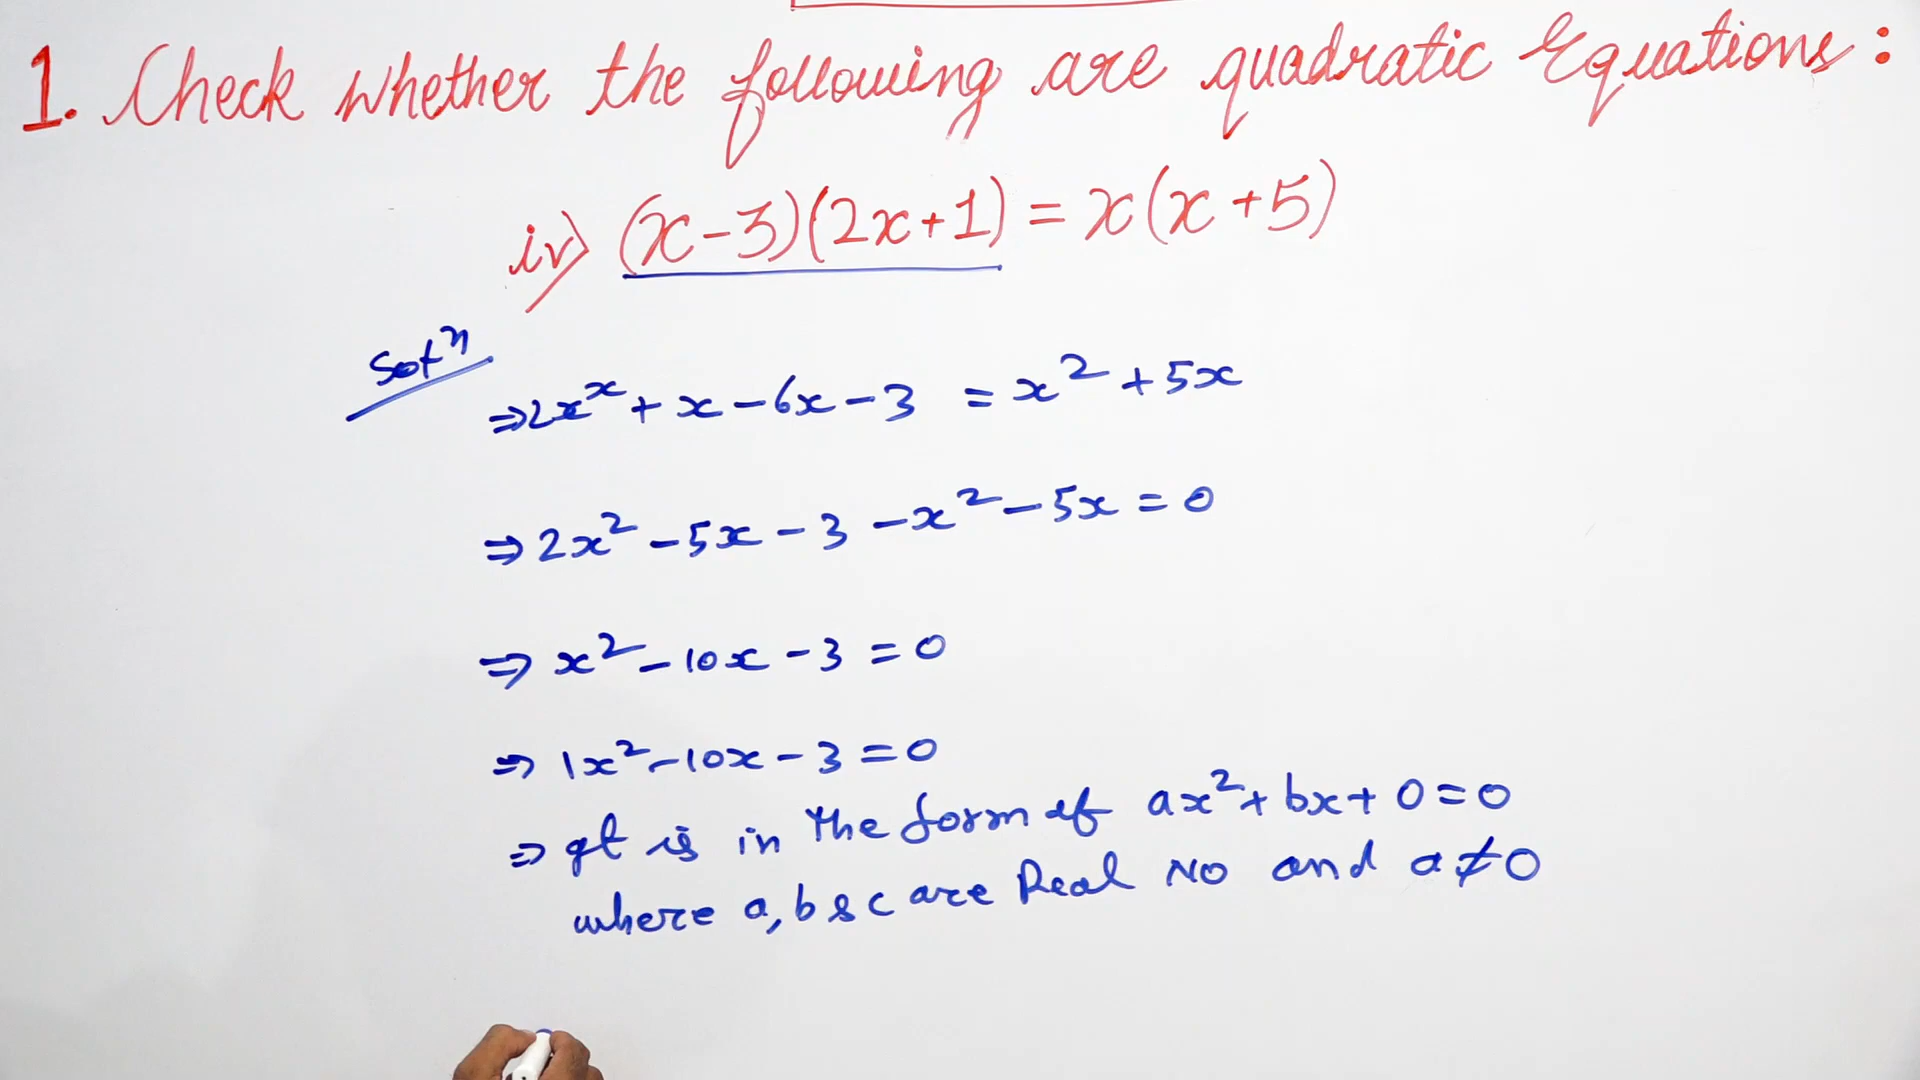 1. Check whether the following are quadratic Equations:
iv) (x-3)(2x+1) = x(x+5)
Solⁿ
⇒2xˣ + x - 6x - 3 = x² + 5x
⇒ 2x² - 5x - 3 - x² - 5x = 0
⇒ x² - 10x - 3 = 0
⇒ 1x² - 10x - 3 = 0
⇒ It is in the form of ax² + bx + 0 = 0
where a, b & c are Real No and a ≠ 0